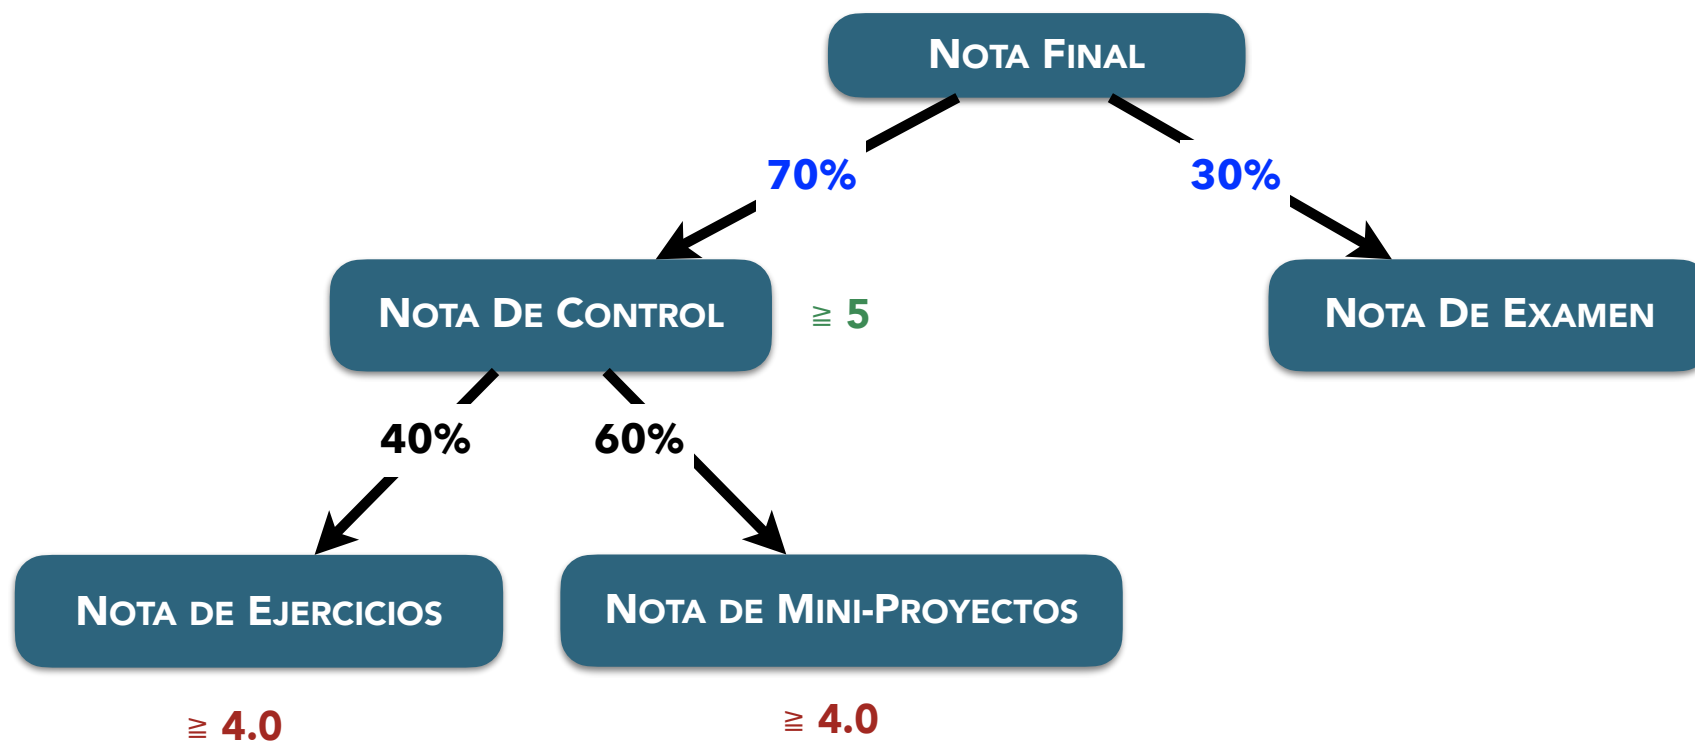 Nota Final
70%
30%
Nota De Control
≧ 5
Nota De Examen
40%
60%
Nota de Ejercicios
Nota de Mini-Proyectos
≧ 4.0
≧ 4.0